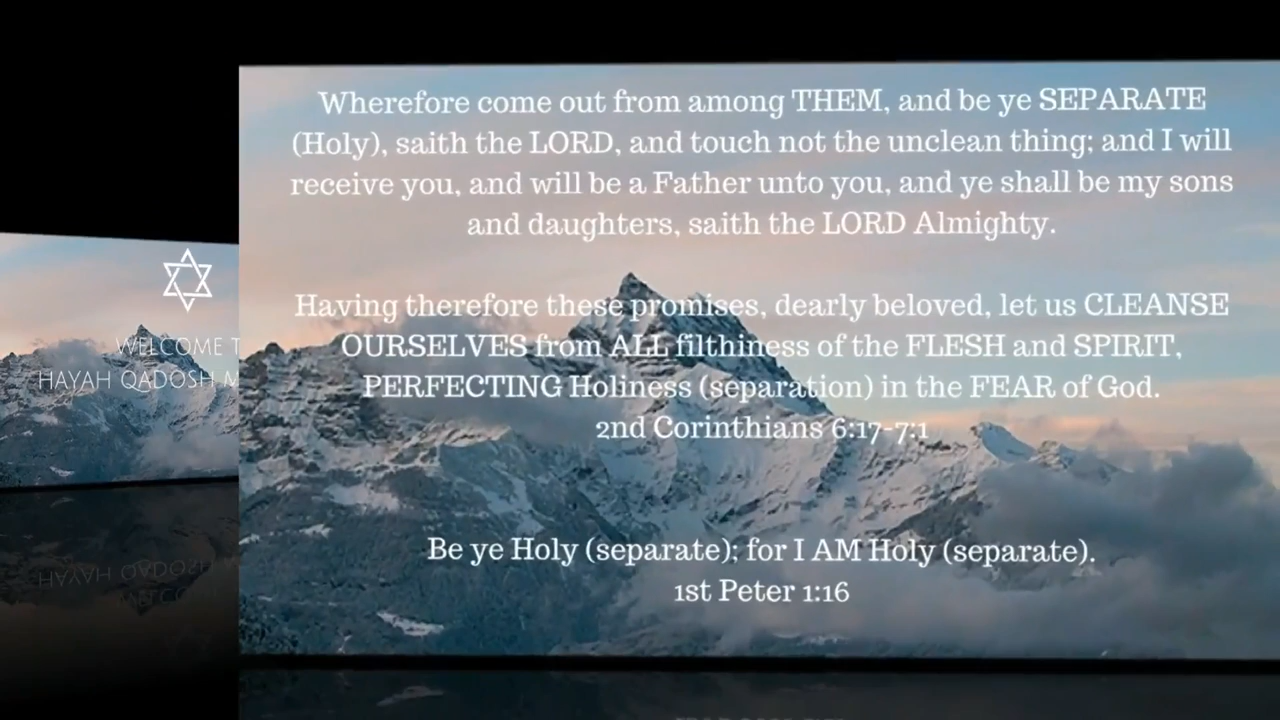 Wherefore come out from among THEM, and be ye SEPARATE
(Holy), saith the LORD, and touch not the unclean thing; and I will
receive you, and will be a Father unto you, and ye shall be my sons
and daughters, saith the LORD Almighty.
Having therefore these promises, dearly beloved, let us CLEANSE
OURSELVES from ALL filthiness of the FLESH and SPIRIT,
PERFECTING Holiness (separation) in the FEAR of God.
2nd Corinthians 6:17-7:1
Be ye Holy (separate); for I AM Holy (separate).
1st Peter 1:16
WELCOME T
HAYAH QADOSH M